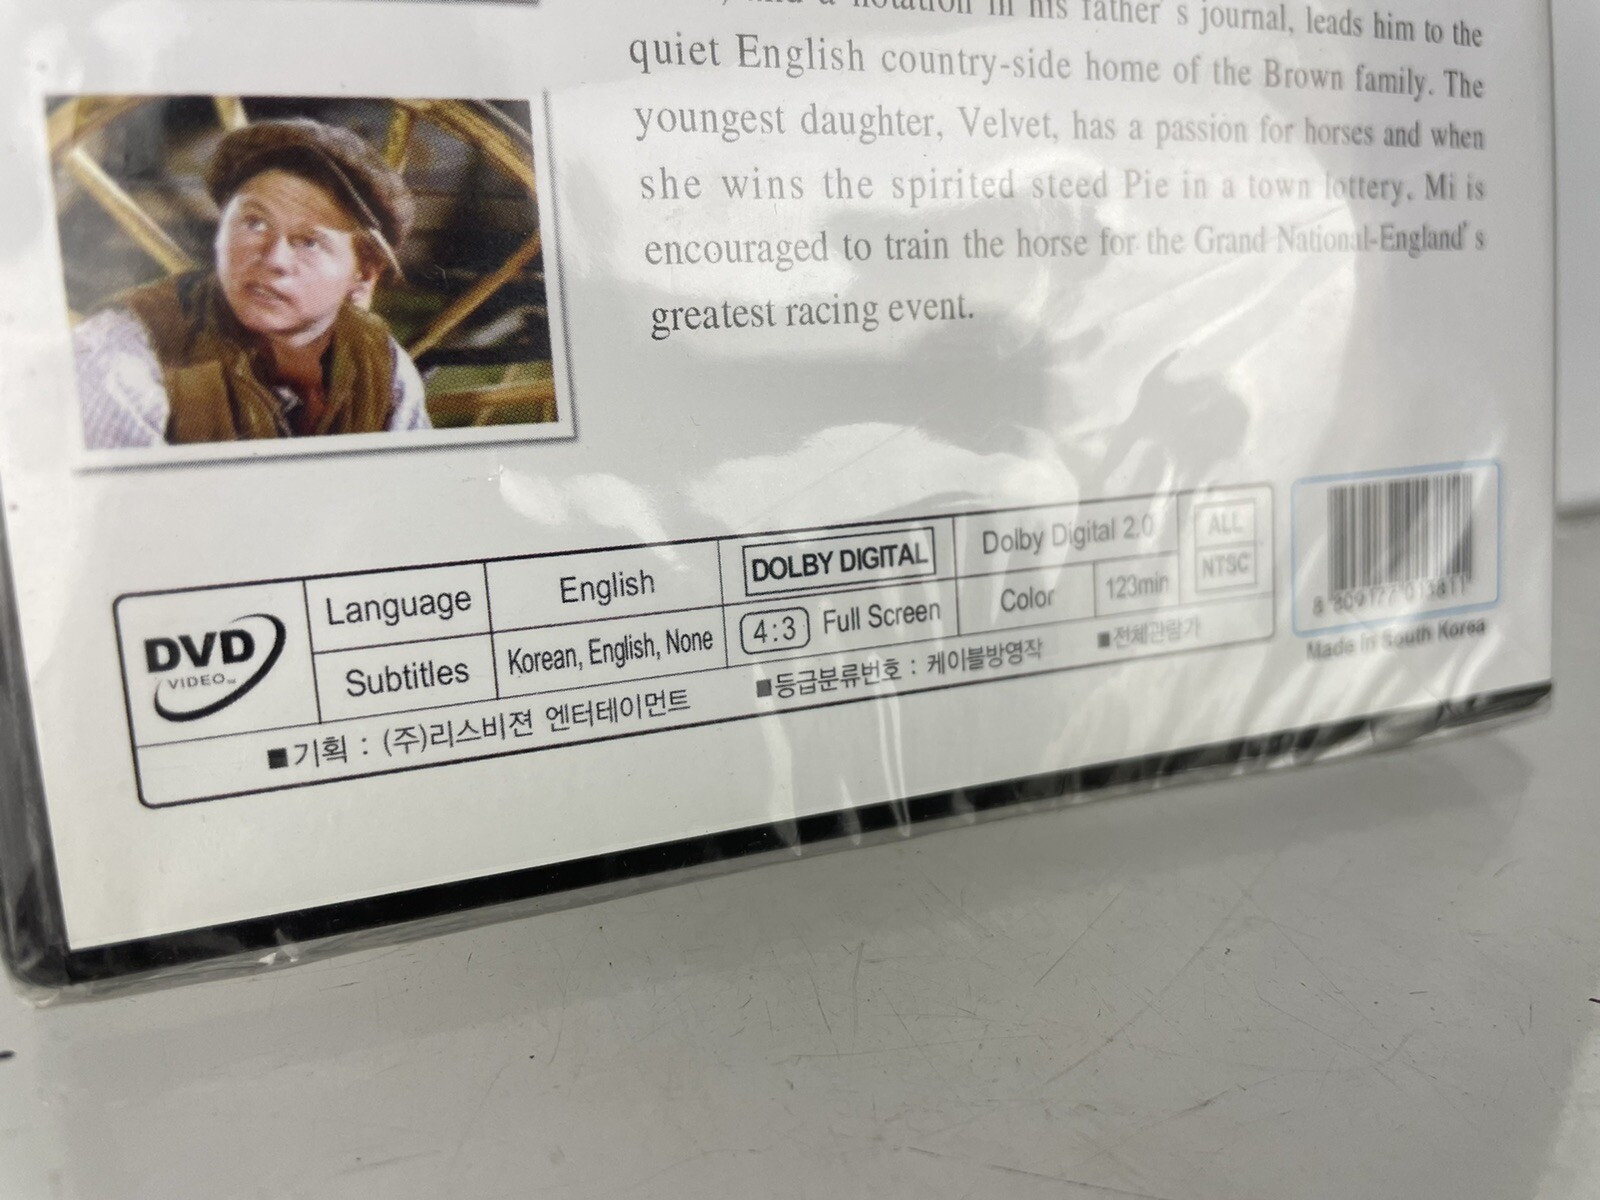 a notation in his father's journal, leads him to the
quiet English country-side home of the Brown family. The
youngest daughter, Velvet, has a passion for horses and when
she wins the spirited steed Pie in a town lottery. Mi is
encouraged to train the horse for the Grand National-England's
greatest racing event.
DVD
VIDEO
Language
English
DOLBY DIGITAL
Dolby Digital 2.0
ALL
Subtitles
Korean, English, None
4:3 Full Screen
Color
123min
NTSC
■기획 : (주)리스비젼 엔터테이먼트
■등급분류번호 : 케이블방영작
■전체관람가
Made in South Korea